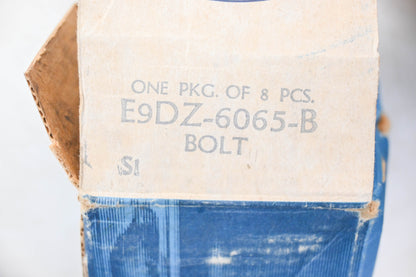 ONE PKG. OF 8 PCS.
E9DZ-6065-B
BOLT
S1